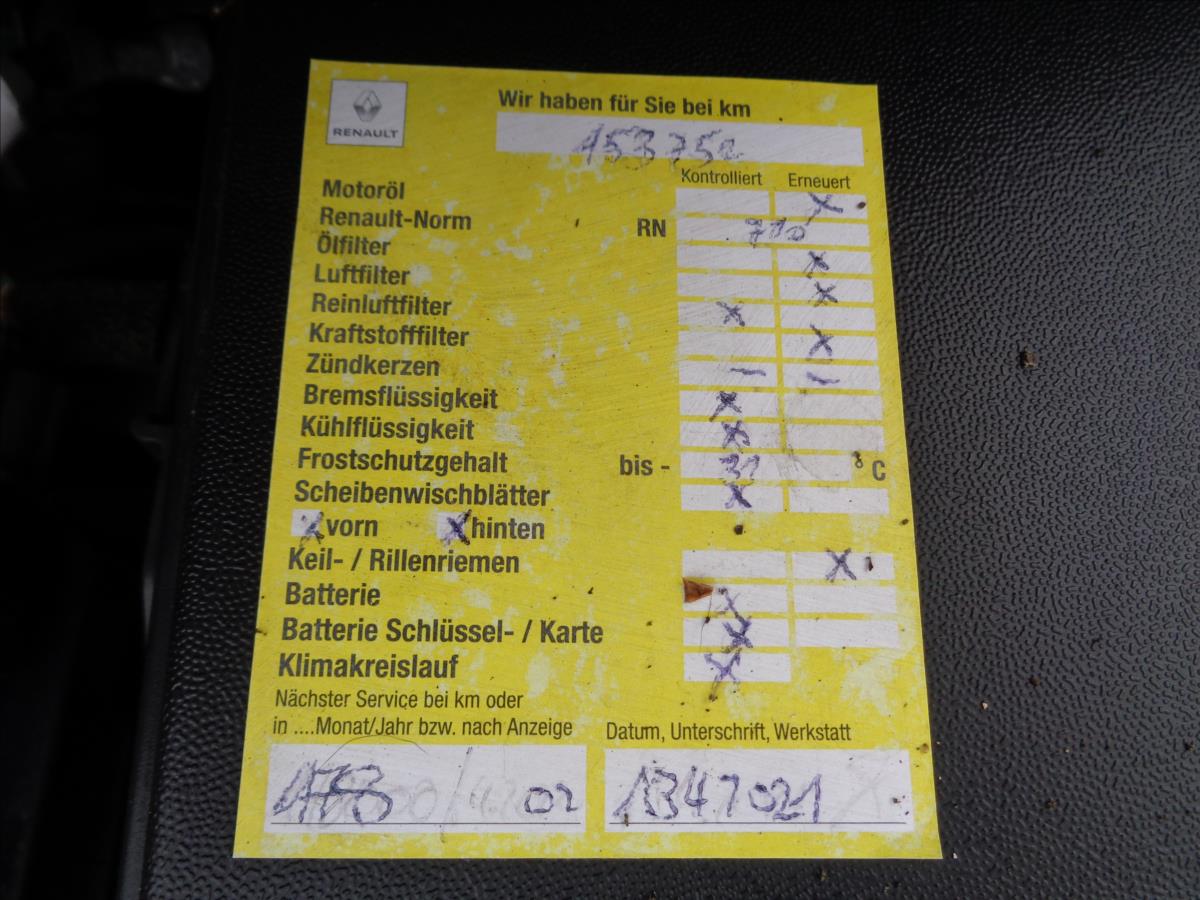 RENAULT
Wir haben für Sie bei km
Kontrolliert Erneuert
Motoröl X
Renault-Norm RN 710
Ölfilter X
Luftfilter X
Reinluftfilter X
Kraftstofffilter X
Zündkerzen - -
Bremsflüssigkeit X
Kühlflüssigkeit X
Frostschutzgehalt bis - 31 °C
Scheibenwischblätter X
X vorn X hinten
Keil- / Rillenriemen X
Batterie X
Batterie Schlüssel- / Karte X
Klimakreislauf X
Nächster Service bei km oder
in ....Monat/Jahr bzw. nach Anzeige Datum, Unterschrift, Werkstatt